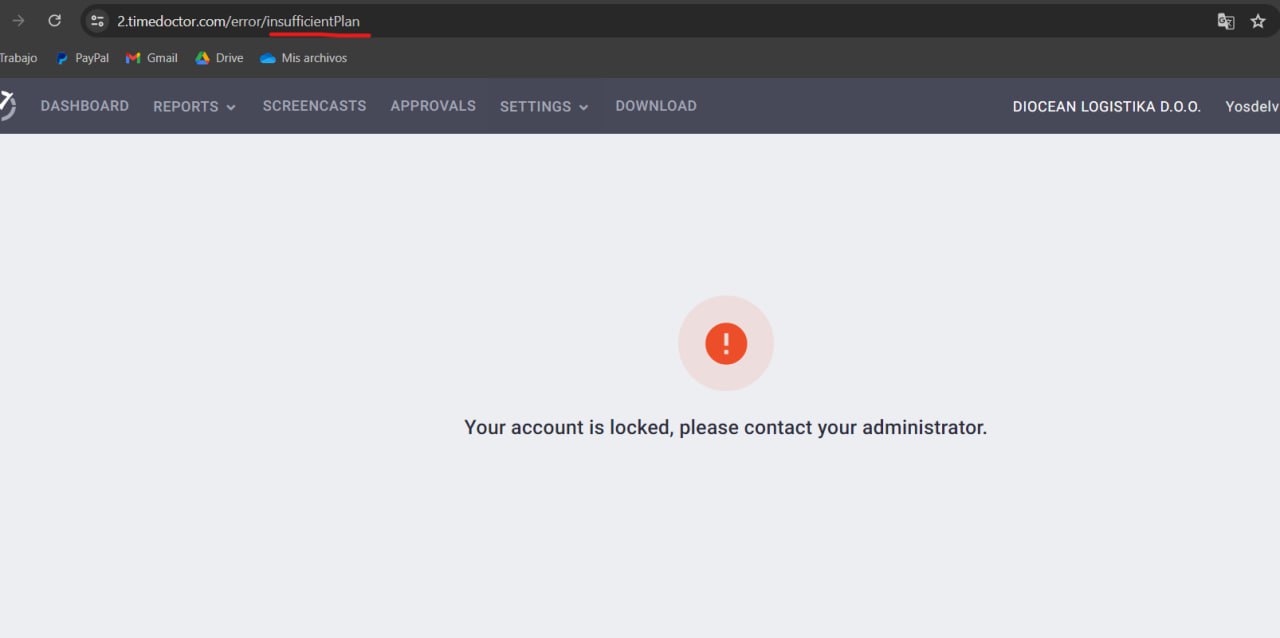 2.timedoctor.com/error/insufficientPlan
Trabajo PayPal Gmail Drive Mis archivos
DASHBOARD REPORTS SCREENCASTS APPROVALS SETTINGS DOWNLOAD DIOCEAN LOGISTIKA D.O.O. Yosdelv
Your account is locked, please contact your administrator.